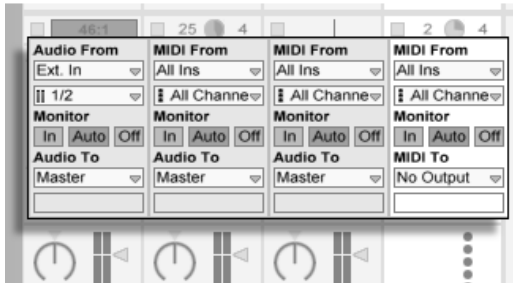 46:1 25 4 2 4
Audio From MIDI From MIDI From MIDI From
Ext. In All Ins All Ins All Ins
1/2 All Channe All Channe All Channe
Monitor Monitor Monitor Monitor
In Auto Off In Auto Off In Auto Off In Auto Off
Audio To Audio To Audio To MIDI To
Master Master Master No Output